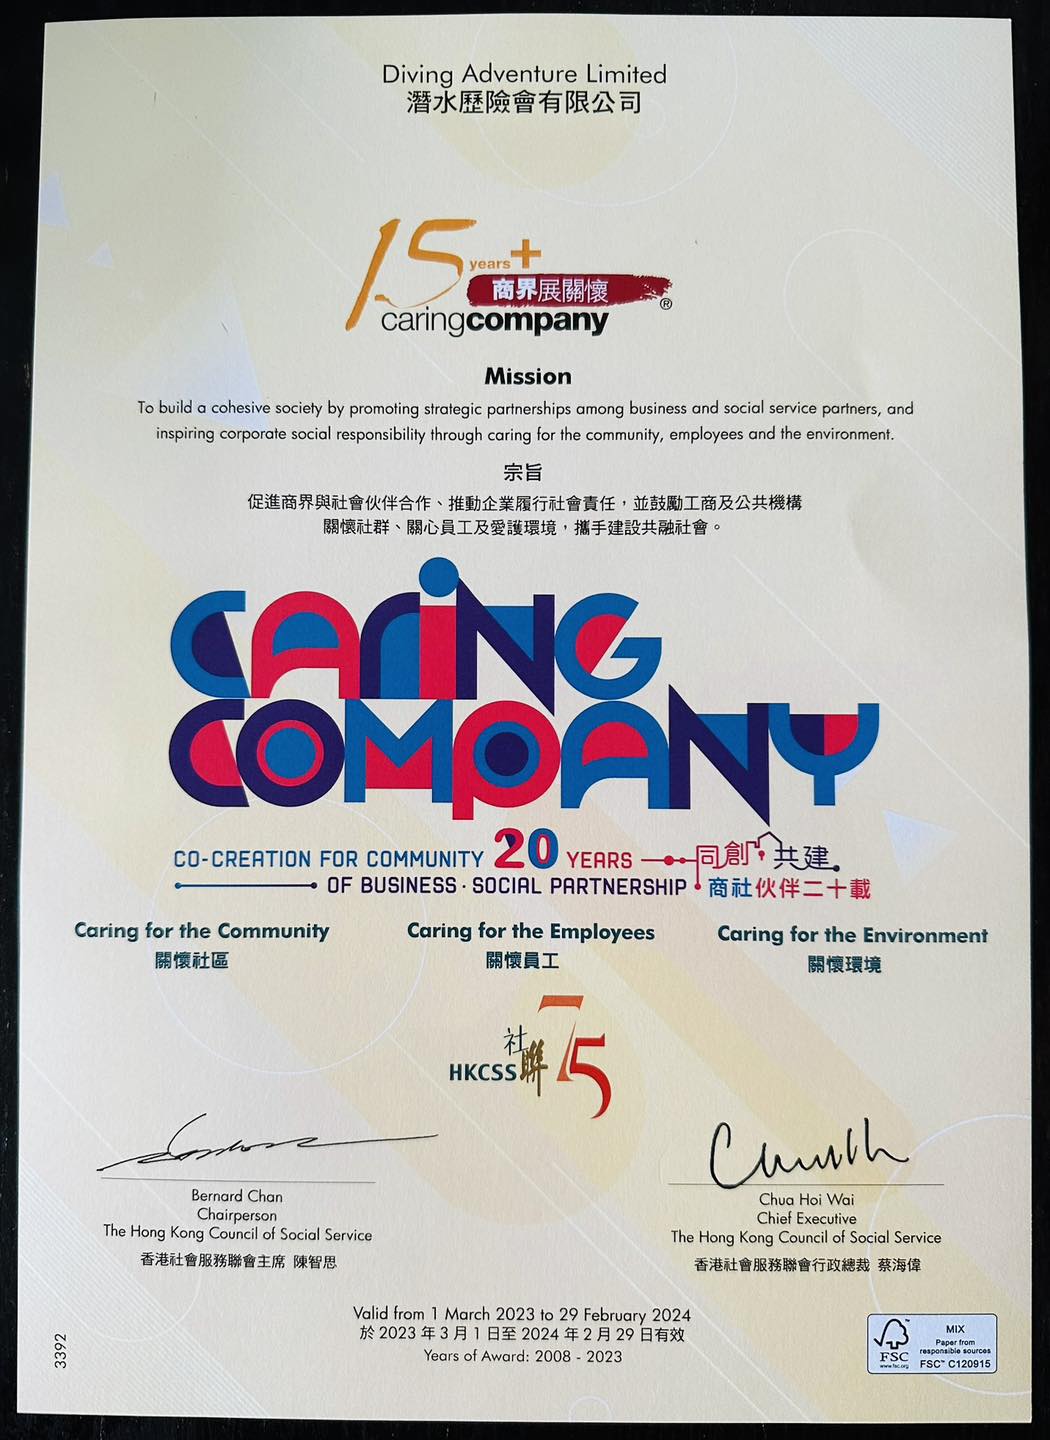 Diving Adventure Limited
潛水歷險會有限公司
15 years+
商界展關懷
caringcompany®
Mission
To build a cohesive society by promoting strategic partnerships among business and social service partners, and
inspiring corporate social responsibility through caring for the community, employees and the environment.
宗旨
促進商界與社會伙伴合作、推動企業履行社會責任，並鼓勵工商及公共機構
關懷社群、關心員工及愛護環境，攜手建設共融社會。
CARING
COMPANY
CO-CREATION FOR COMMUNITY 20 YEARS 同創共建
OF BUSINESS · SOCIAL PARTNERSHIP 商社伙伴二十載
Caring for the Community Caring for the Employees Caring for the Environment
關懷社區 關懷員工 關懷環境
HKCSS 社聯 75
Bernard Chan
Chairperson
The Hong Kong Council of Social Service
香港社會服務聯會主席 陳智思
Chua Hoi Wai
Chief Executive
The Hong Kong Council of Social Service
香港社會服務聯會行政總裁 蔡海偉
Valid from 1 March 2023 to 29 February 2024
於 2023 年 3 月 1 日至 2024 年 2 月 29 日有效
Years of Award: 2008 - 2023
3392
FSC™
www.fsc.org
MIX
Paper from
responsible sources
FSC™ C120915